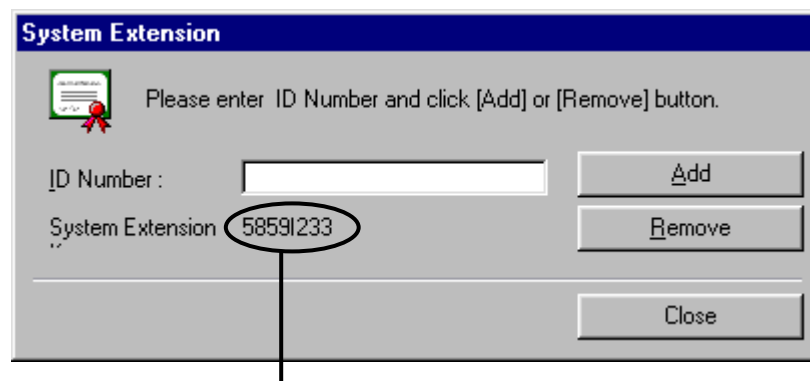 System Extension
Please enter ID Number and click [Add] or [Remove] button.
ID Number :
Add
System Extension 5859I233
Remove
Close